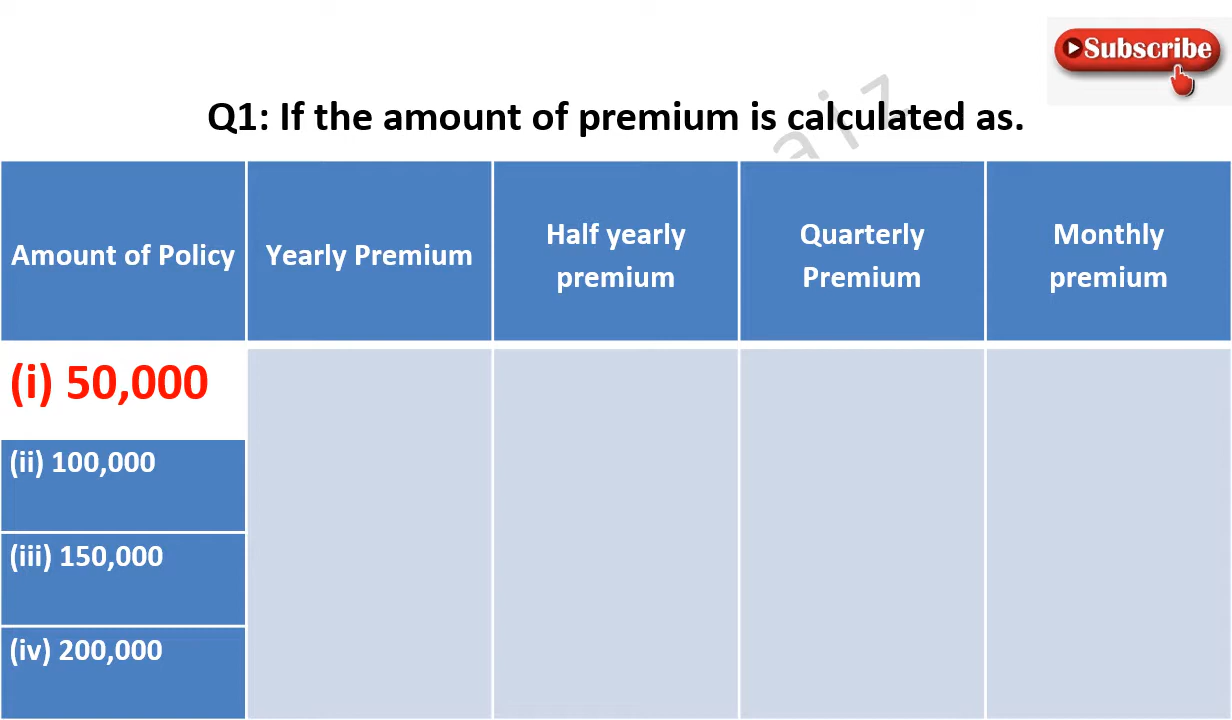 Subscribe
Q1: If the amount of premium is calculated as.
Amount of Policy
Yearly Premium
Half yearly
premium
Quarterly
Premium
Monthly
premium
(i) 50,000
(ii) 100,000
(iii) 150,000
(iv) 200,000